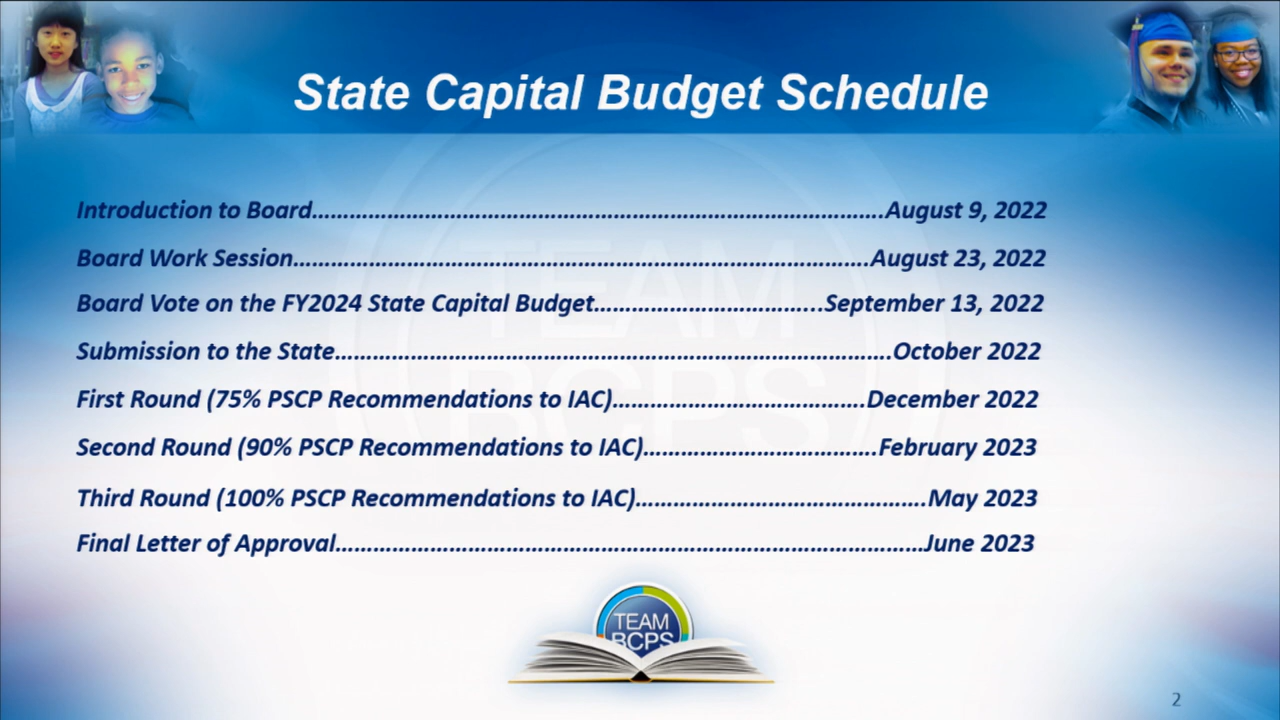 State Capital Budget Schedule
Introduction to Board....................................................................................August 9, 2022
Board Work Session....................................................................................August 23, 2022
Board Vote on the FY2024 State Capital Budget....................................September 13, 2022
Submission to the State..................................................................................October 2022
First Round (75% PSCP Recommendations to IAC).....................................December 2022
Second Round (90% PSCP Recommendations to IAC)..................................February 2023
Third Round (100% PSCP Recommendations to IAC)..........................................May 2023
Final Letter of Approval......................................................................................June 2023
TEAM
BCPS
TEAM
BCPS
2